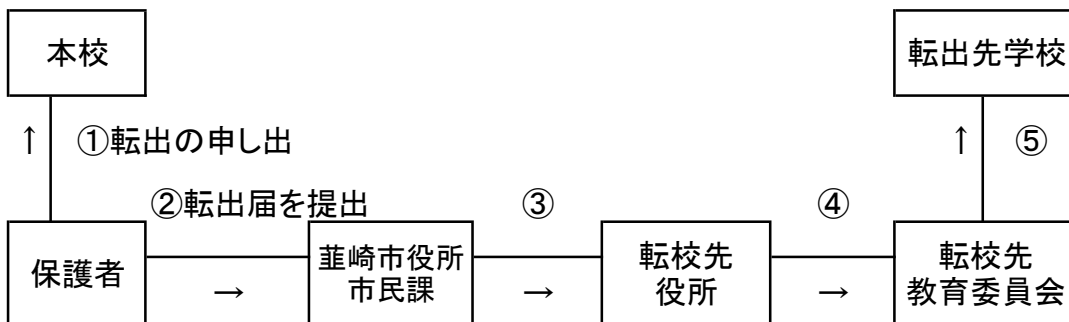 本校
転出先学校
↑ ①転出の申し出
↑ ⑤
②転出届を提出 ③ ④
保護者
韮崎市役所
市民課
転校先
役所
転校先
教育委員会
→ → →